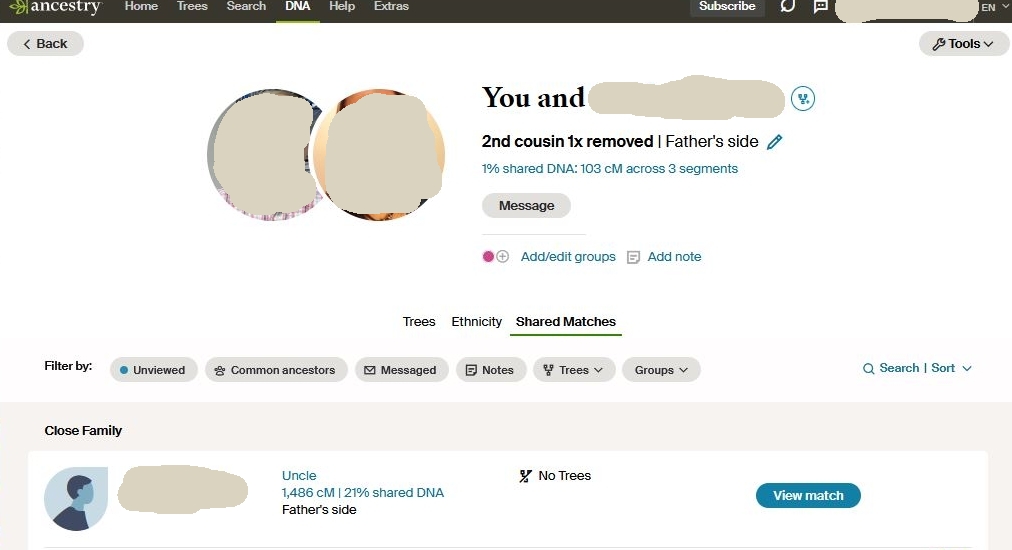 ancestry Home Trees Search DNA Help Extras Subscribe EN
Back
Tools
You and
2nd cousin 1x removed | Father's side
1% shared DNA: 103 cM across 3 segments
Message
Add/edit groups Add note
Trees Ethnicity Shared Matches
Filter by: Unviewed Common ancestors Messaged Notes Trees Groups Search | Sort
Close Family
Uncle
1,486 cM | 21% shared DNA
Father's side
No Trees
View match